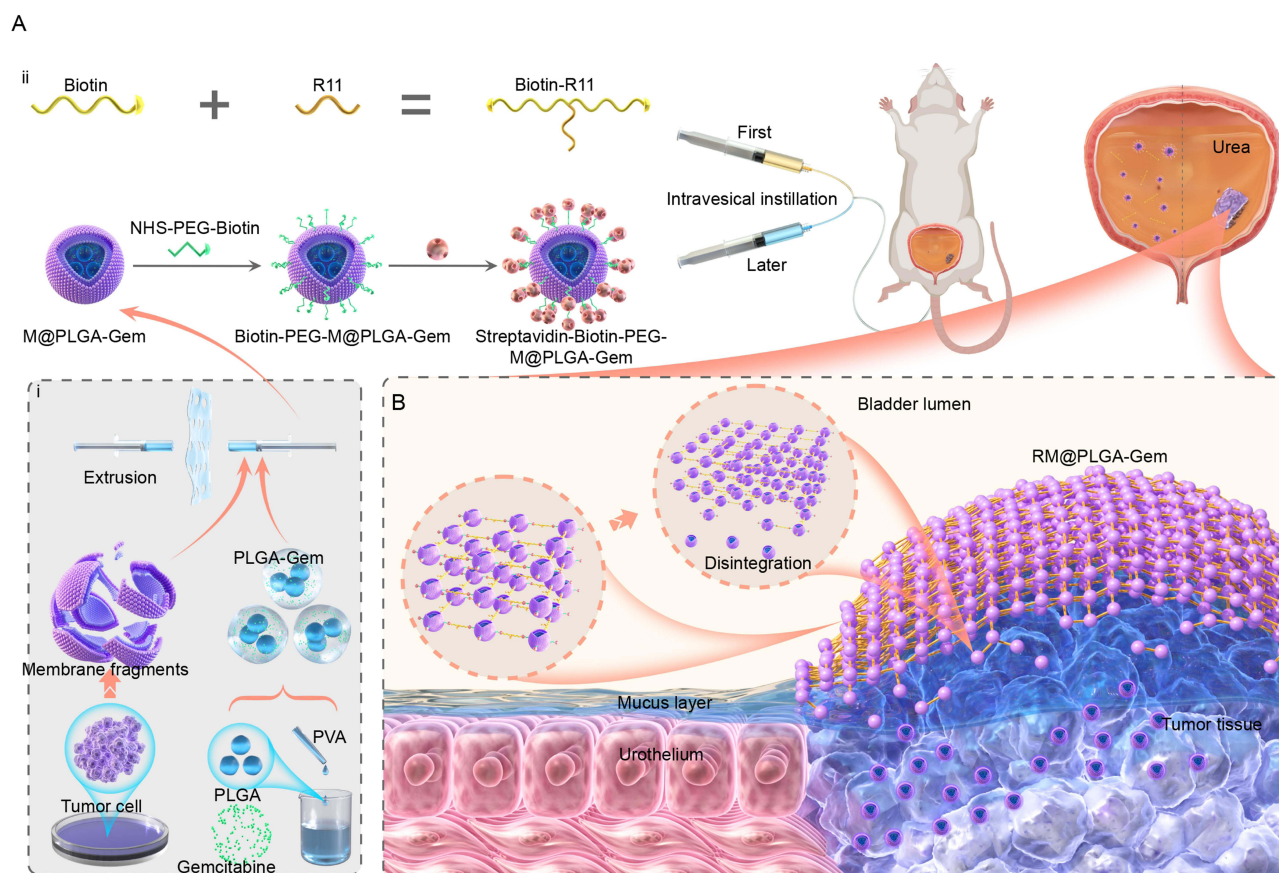 A
ii
Biotin
R11
Biotin-R11
First
Intravesical instillation
Later
Urea
NHS-PEG-Biotin
M@PLGA-Gem
Biotin-PEG-M@PLGA-Gem
Streptavidin-Biotin-PEG-
M@PLGA-Gem
i
Extrusion
PLGA-Gem
Membrane fragments
PVA
Tumor cell
PLGA
Gemcitabine
B
Bladder lumen
RM@PLGA-Gem
Disintegration
Mucus layer
Tumor tissue
Urothelium